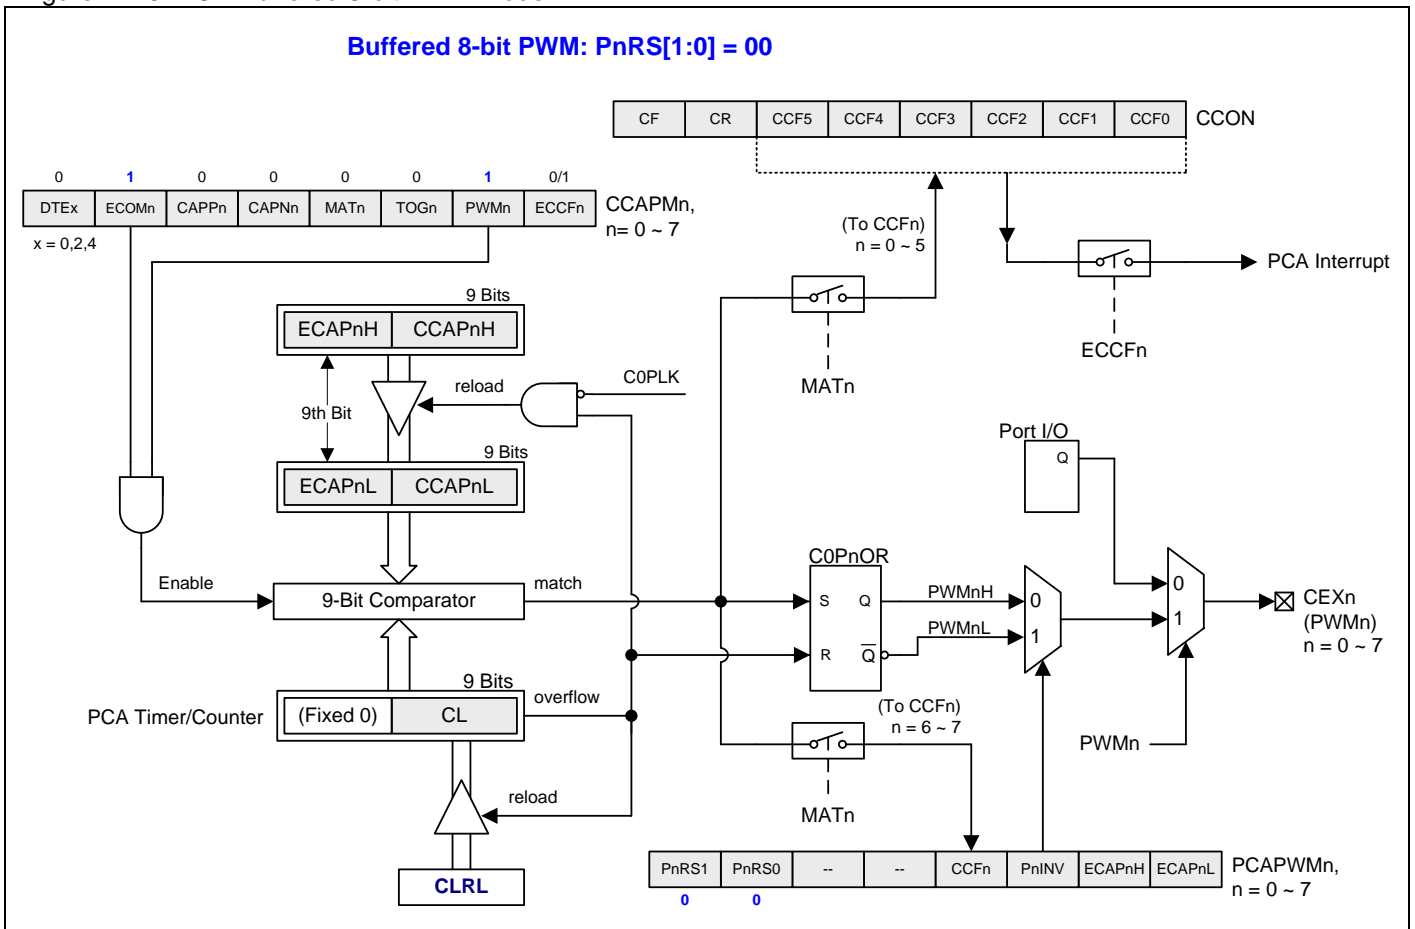 Buffered 8-bit PWM: PnRS[1:0] = 00
CF CR CCF5 CCF4 CCF3 CCF2 CCF1 CCF0 CCON
0 1 0 0 0 0 1 0/1
DTEx ECOMn CAPPn CAPNn MATn TOGn PWMn ECCFn
CCAPMn,
n= 0 ~ 7
x = 0,2,4
(To CCFn)
n = 0 ~ 5
PCA Interrupt
MATn
ECCFn
9 Bits
ECAPnH CCAPnH
reload
C0PLK
9th Bit
9 Bits
ECAPnL CCAPnL
Port I/O
Q
Enable
9-Bit Comparator
match
C0PnOR
S Q
R Q
PWMnH
PWMnL
0
1
0
1
CEXn
(PWMn)
n = 0 ~ 7
9 Bits
PCA Timer/Counter
(Fixed 0) CL
overflow
(To CCFn)
n = 6 ~ 7
PWMn
MATn
reload
CLRL
PnRS1 PnRS0 -- -- CCFn PnINV ECAPnH ECAPnL
0 0
PCAPWMn,
n = 0 ~ 7